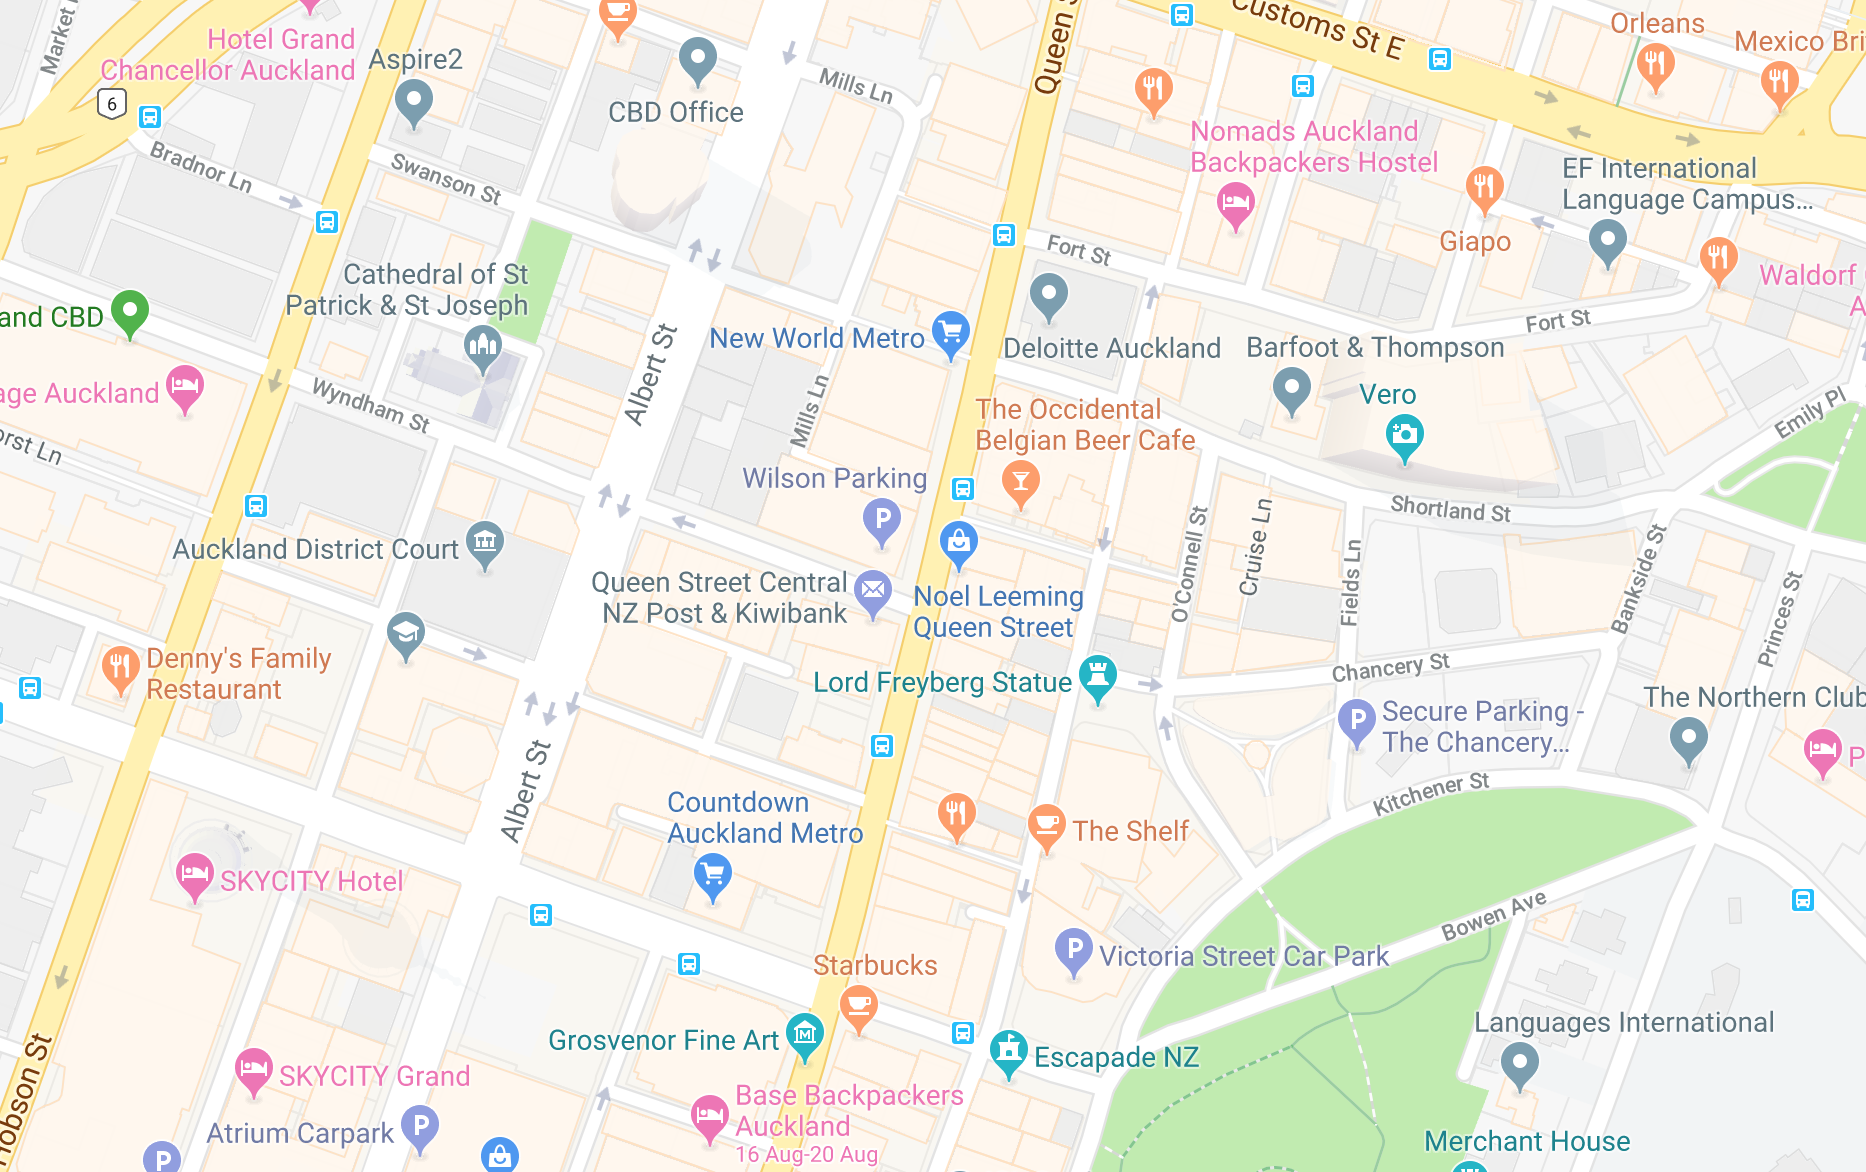 Market
Hotel Grand
Chancellor Auckland
Aspire2
6
CBD Office
Mills Ln
Queen
Customs St E
Orleans
Mexico Bri
Bradnor Ln
Swanson St
Nomads Auckland
Backpackers Hostel
EF International
Language Campus...
Giapo
Fort St
Waldorf
A
Cathedral of St
Patrick & St Joseph
and CBD
Albert St
New World Metro
Deloitte Auckland
Barfoot & Thompson
Fort St
Vero
age Auckland
Wyndham St
Mills Ln
The Occidental
Belgian Beer Cafe
Emily Pl
orst Ln
Wilson Parking
P
Shortland St
Auckland District Court
Queen Street Central
NZ Post & Kiwibank
Noel Leeming
Queen Street
O'Connell St
Cruise Ln
Fields Ln
Bankside St
Princes St
Denny's Family
Restaurant
Lord Freyberg Statue
Chancery St
The Northern Club
P
Secure Parking -
The Chancery...
P
Albert St
Countdown
Auckland Metro
Kitchener St
The Shelf
SKYCITY Hotel
Bowen Ave
P
Victoria Street Car Park
Starbucks
Grosvenor Fine Art
M
Escapade NZ
Languages International
Hobson St
SKYCITY Grand
Base Backpackers
Auckland
16 Aug-20 Aug
Atrium Carpark
P
P
Merchant House